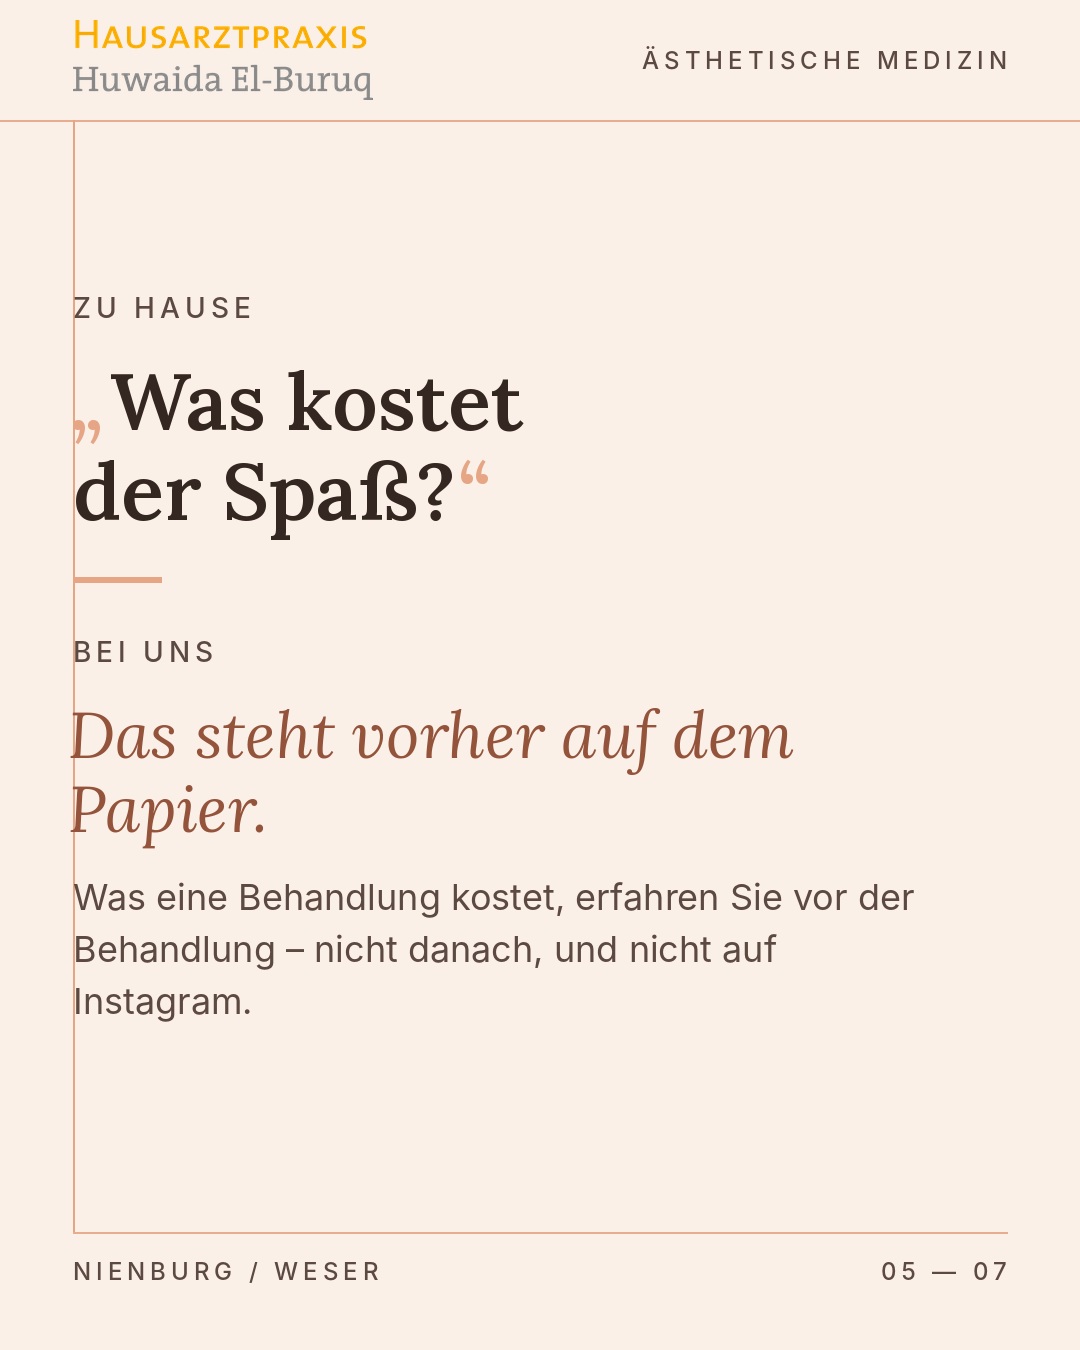 HAUSARZTPRAXIS
Huwaida El-Buruq
ÄSTHETISCHE MEDIZIN
ZU HAUSE
„Was kostet
der Spaß?“
BEI UNS
Das steht vorher auf dem
Papier.
Was eine Behandlung kostet, erfahren Sie vor der
Behandlung – nicht danach, und nicht auf
Instagram.
NIENBURG / WESER
05 — 07